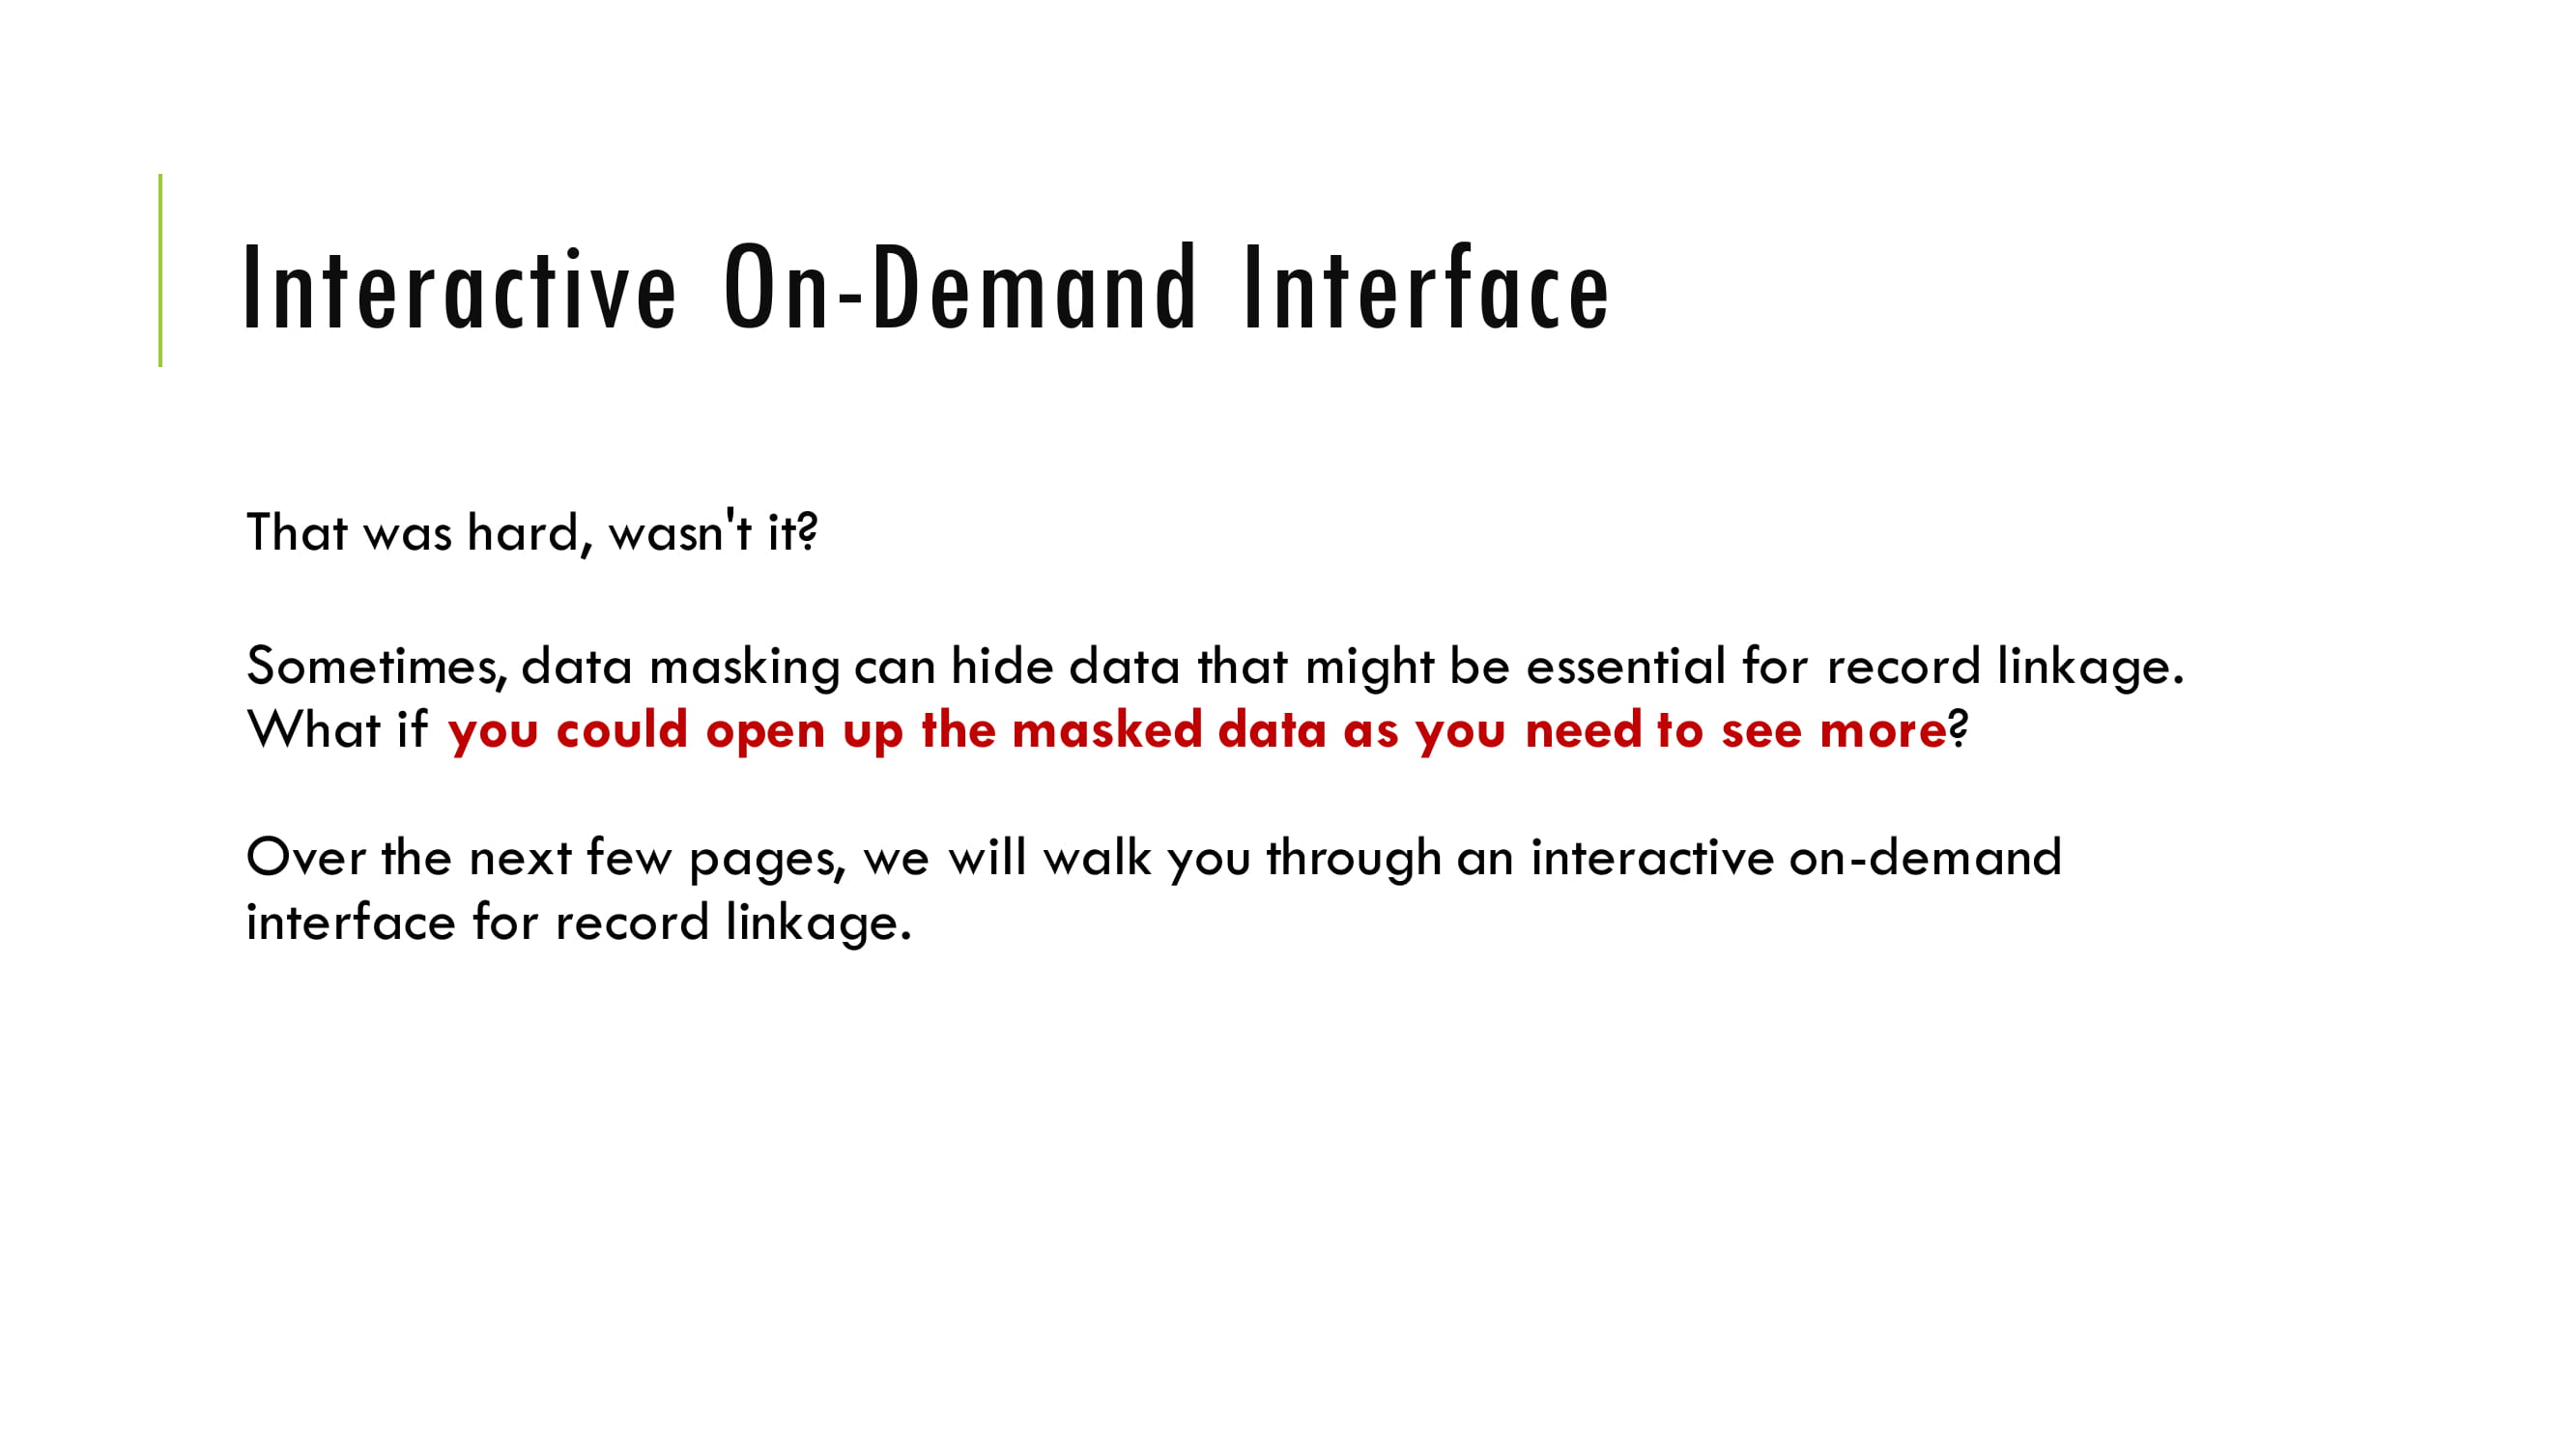 Interactive On-Demand Interface
That was hard, wasn't it?
Sometimes, data masking can hide data that might be essential for record linkage.
What if you could open up the masked data as you need to see more?
Over the next few pages, we will walk you through an interactive on-demand
interface for record linkage.